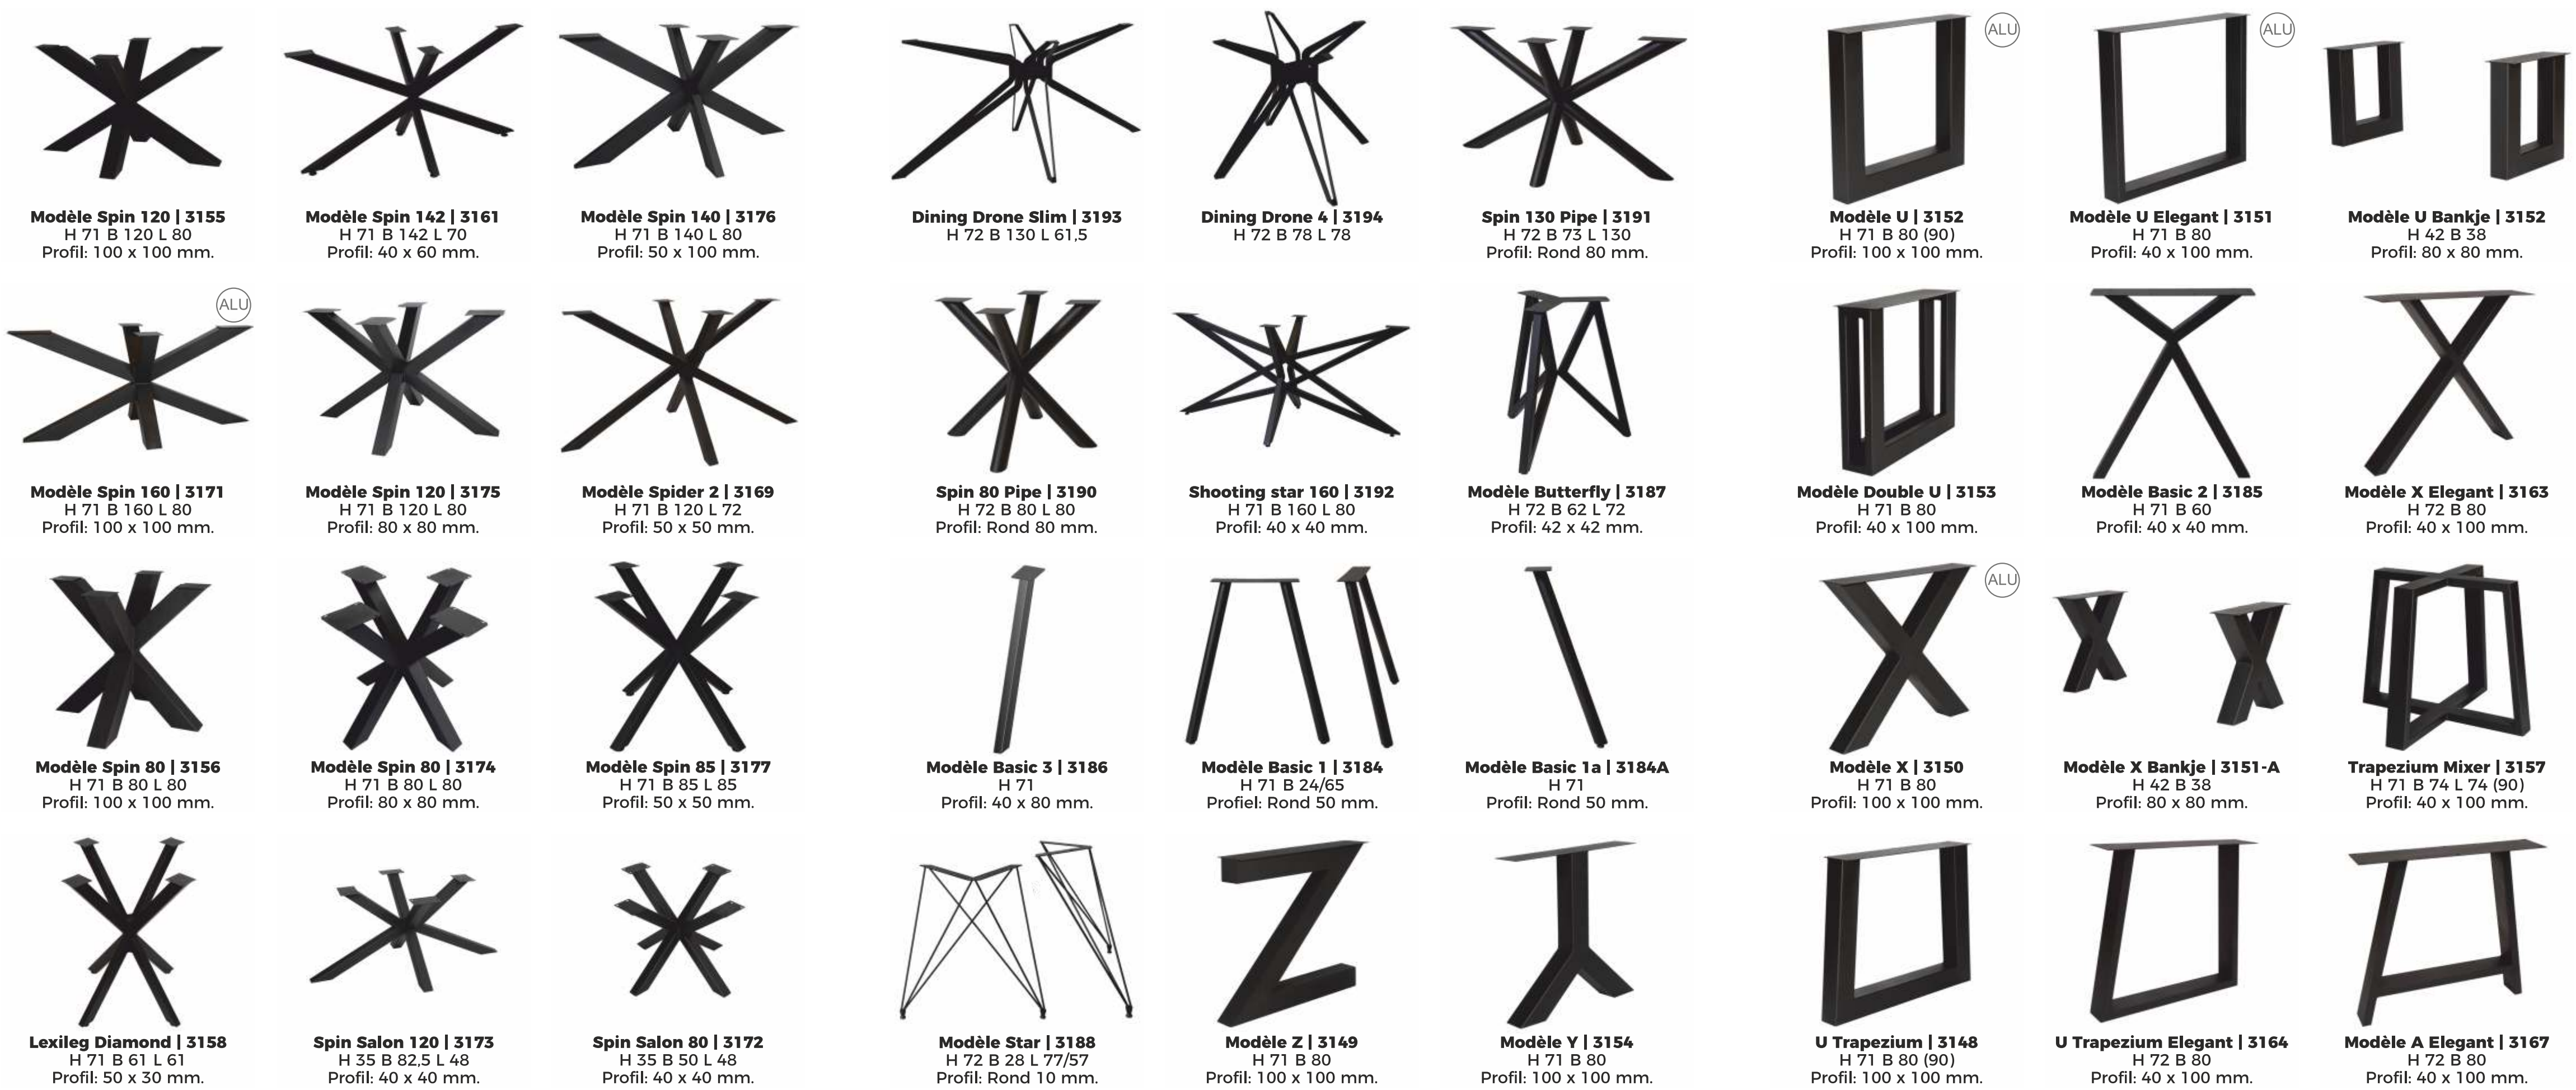 ALU
ALU
Modèle Spin 120 | 3155
H 71 B 120 L 80
Profil: 100 x 100 mm.
Modèle Spin 142 | 3161
H 71 B 142 L 70
Profil: 40 x 60 mm.
Modèle Spin 140 | 3176
H 71 B 140 L 80
Profil: 50 x 100 mm.
Dining Drone Slim | 3193
H 72 B 130 L 61,5
Dining Drone 4 | 3194
H 72 B 78 L 78
Spin 130 Pipe | 3191
H 72 B 73 L 130
Profil: Rond 80 mm.
Modèle U | 3152
H 71 B 80 (90)
Profil: 100 x 100 mm.
Modèle U Elegant | 3151
H 71 B 80
Profil: 40 x 100 mm.
Modèle U Bankje | 3152
H 42 B 38
Profil: 80 x 80 mm.
ALU
Modèle Spin 160 | 3171
H 71 B 160 L 80
Profil: 100 x 100 mm.
Modèle Spin 120 | 3175
H 71 B 120 L 80
Profil: 80 x 80 mm.
Modèle Spider 2 | 3169
H 71 B 120 L 72
Profil: 50 x 50 mm.
Spin 80 Pipe | 3190
H 72 B 80 L 80
Profil: Rond 80 mm.
Shooting star 160 | 3192
H 71 B 160 L 80
Profil: 40 x 40 mm.
Modèle Butterfly | 3187
H 72 B 62 L 72
Profil: 42 x 42 mm.
Modèle Double U | 3153
H 71 B 80
Profil: 40 x 100 mm.
Modèle Basic 2 | 3185
H 71 B 60
Profil: 40 x 40 mm.
Modèle X Elegant | 3163
H 72 B 80
Profil: 40 x 100 mm.
ALU
Modèle Spin 80 | 3156
H 71 B 80 L 80
Profil: 100 x 100 mm.
Modèle Spin 80 | 3174
H 71 B 80 L 80
Profil: 80 x 80 mm.
Modèle Spin 85 | 3177
H 71 B 85 L 85
Profil: 50 x 50 mm.
Modèle Basic 3 | 3186
H 71
Profil: 40 x 80 mm.
Modèle Basic 1 | 3184
H 71 B 24/65
Profiel: Rond 50 mm.
Modèle Basic 1a | 3184A
H 71
Profil: Rond 50 mm.
Modèle X | 3150
H 71 B 80
Profil: 100 x 100 mm.
Modèle X Bankje | 3151-A
H 42 B 38
Profil: 80 x 80 mm.
Trapezium Mixer | 3157
H 71 B 74 L 74 (90)
Profil: 40 x 100 mm.
Lexileg Diamond | 3158
H 71 B 61 L 61
Profil: 50 x 30 mm.
Spin Salon 120 | 3173
H 35 B 82,5 L 48
Profil: 40 x 40 mm.
Spin Salon 80 | 3172
H 35 B 50 L 48
Profil: 40 x 40 mm.
Modèle Star | 3188
H 72 B 28 L 77/57
Profil: Rond 10 mm.
Modèle Z | 3149
H 71 B 80
Profil: 100 x 100 mm.
Modèle Y | 3154
H 71 B 80
Profil: 100 x 100 mm.
U Trapezium | 3148
H 71 B 80 (90)
Profil: 100 x 100 mm.
U Trapezium Elegant | 3164
H 72 B 80
Profil: 40 x 100 mm.
Modèle A Elegant | 3167
H 72 B 80
Profil: 40 x 100 mm.